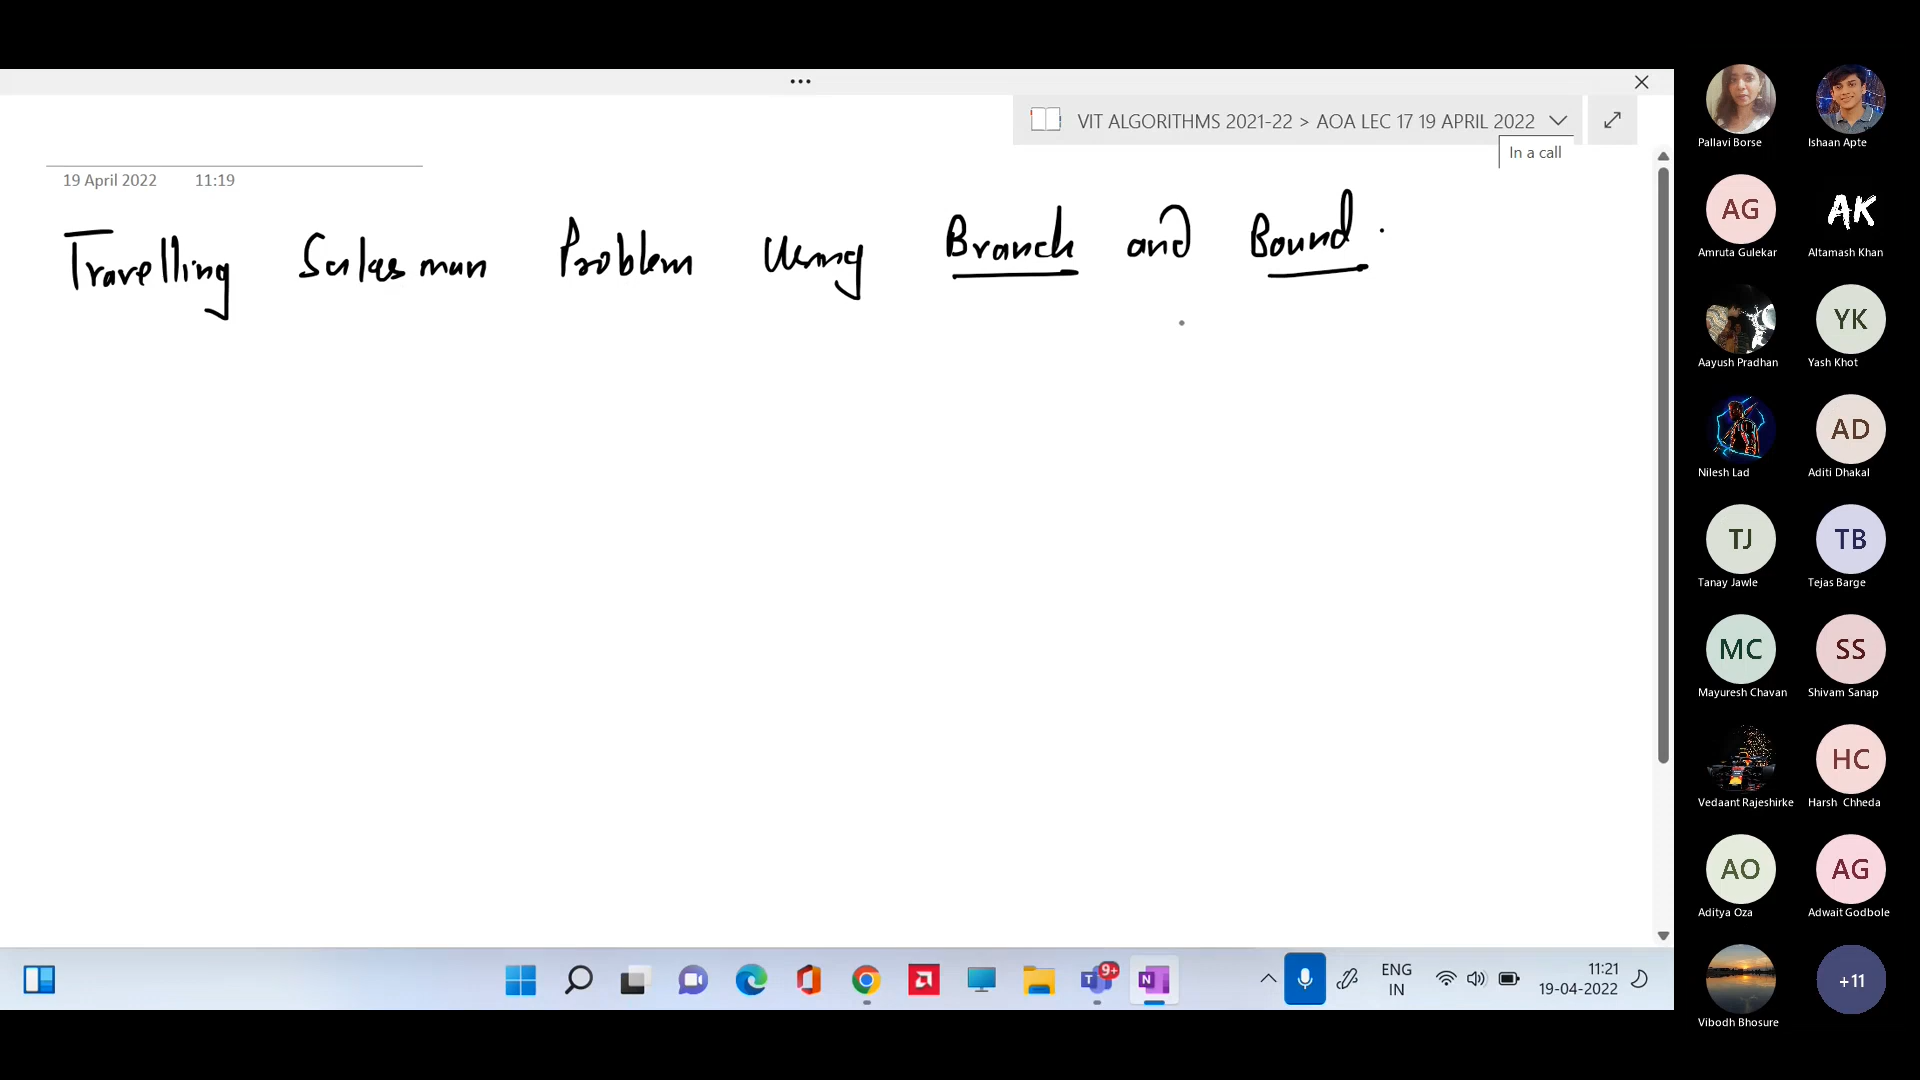 VIT ALGORITHMS 2021-22 > AOA LEC 17 19 APRIL 2022
In a call
19 April 2022 11:19
Travelling Salesman Problem Using Branch and Bound.
Pallavi Borse
Ishaan Apte
AG
AK
Amruta Gulekar
Altamash Khan
YK
Aayush Pradhan
Yash Khot
AD
Nilesh Lad
Aditi Dhakal
TJ
TB
Tanay Jawle
Tejas Barge
MC
SS
Mayuresh Chavan
Shivam Sanap
HC
Vedaant Rajeshirke
Harsh Chheda
AO
AG
Aditya Oza
Adwait Godbole
+11
Vibodh Bhosure
T
9+
N
ENG
IN
11:21
19-04-2022